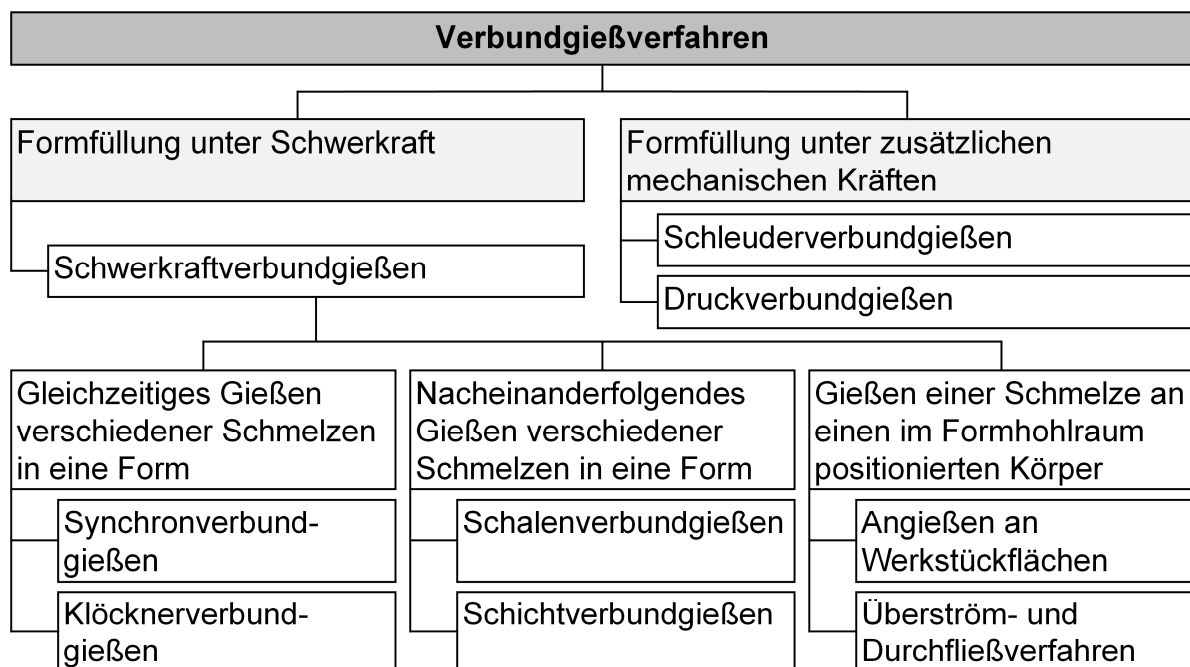 Verbundgießverfahren
Formfüllung unter Schwerkraft
Formfüllung unter zusätzlichen
mechanischen Kräften
Schwerkraftverbundgießen
Schleuderverbundgießen
Druckverbundgießen
Gleichzeitiges Gießen
verschiedener Schmelzen
in eine Form
Synchronverbund-
gießen
Klöcknerverbund-
gießen
Nacheinanderfolgendes
Gießen verschiedener
Schmelzen in eine Form
Schalenverbundgießen
Schichtverbundgießen
Gießen einer Schmelze an
einen im Formhohlraum
positionierten Körper
Angießen an
Werkstückflächen
Überström- und
Durchfließverfahren